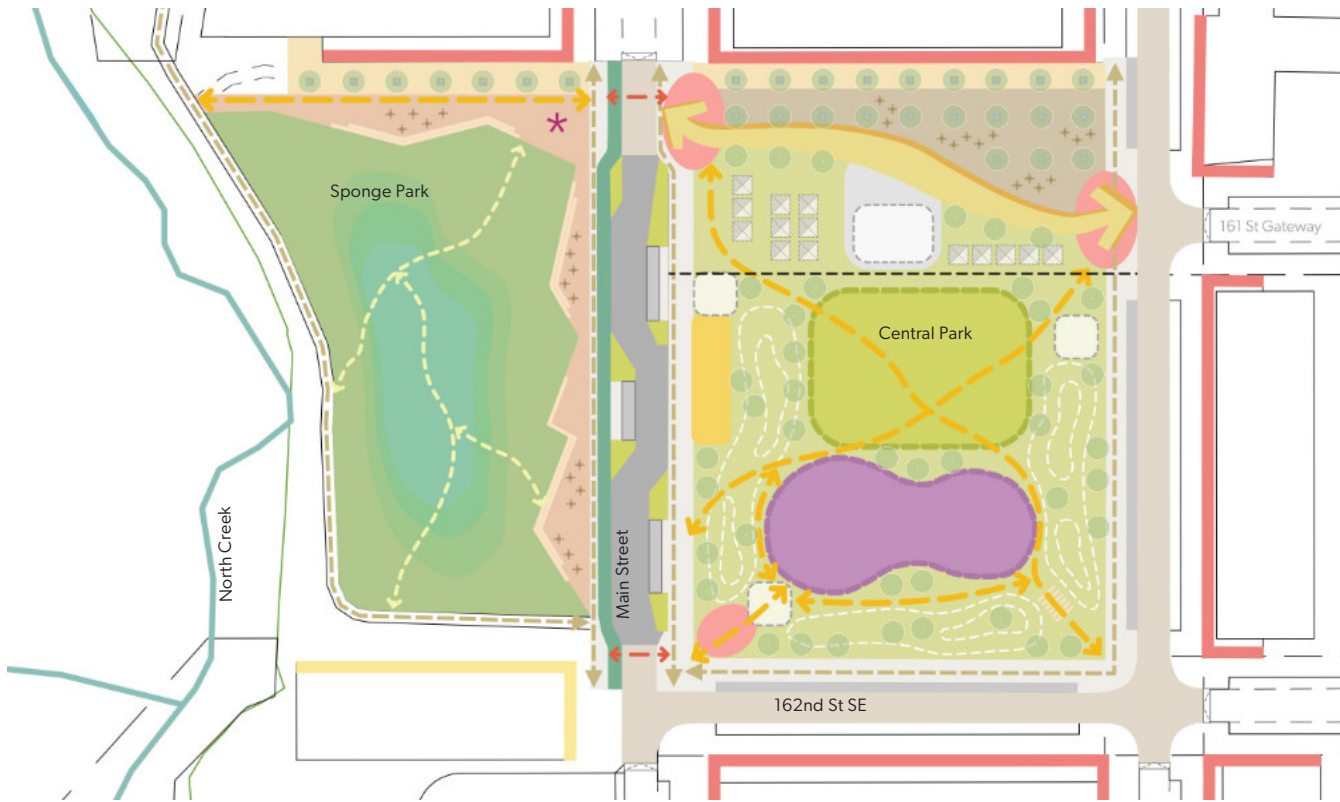 Sponge Park
161 St Gateway
Central Park
North Creek
Main Street
162nd St SE